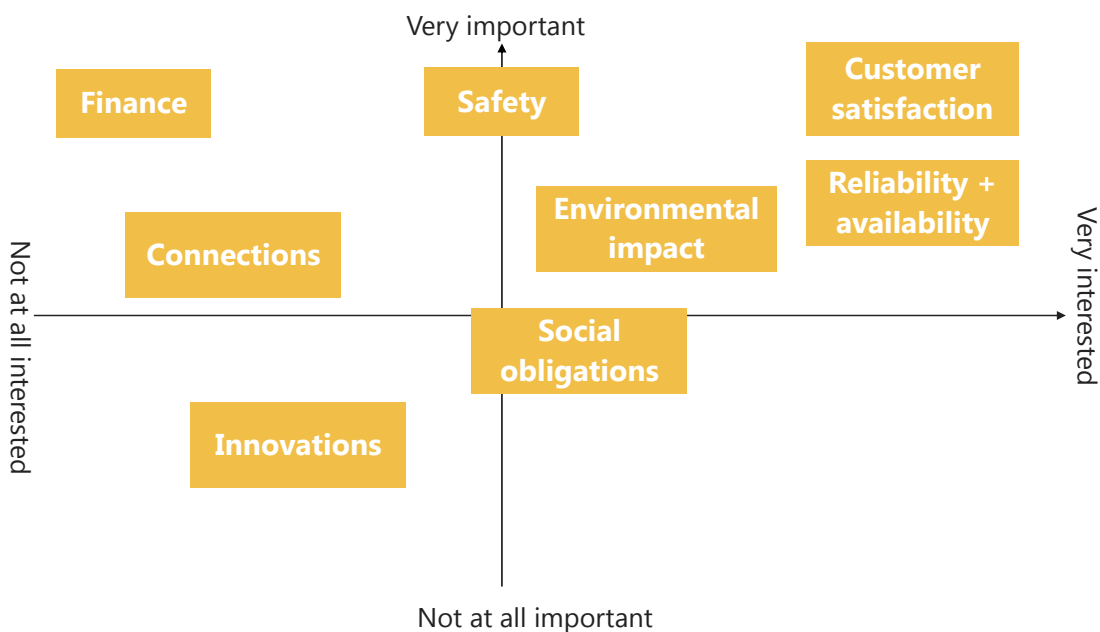 Very important
Finance
Safety
Customer
satisfaction
Reliability +
availability
Environmental
impact
Connections
Not at all interested
Very interested
Social
obligations
Innovations
Not at all important